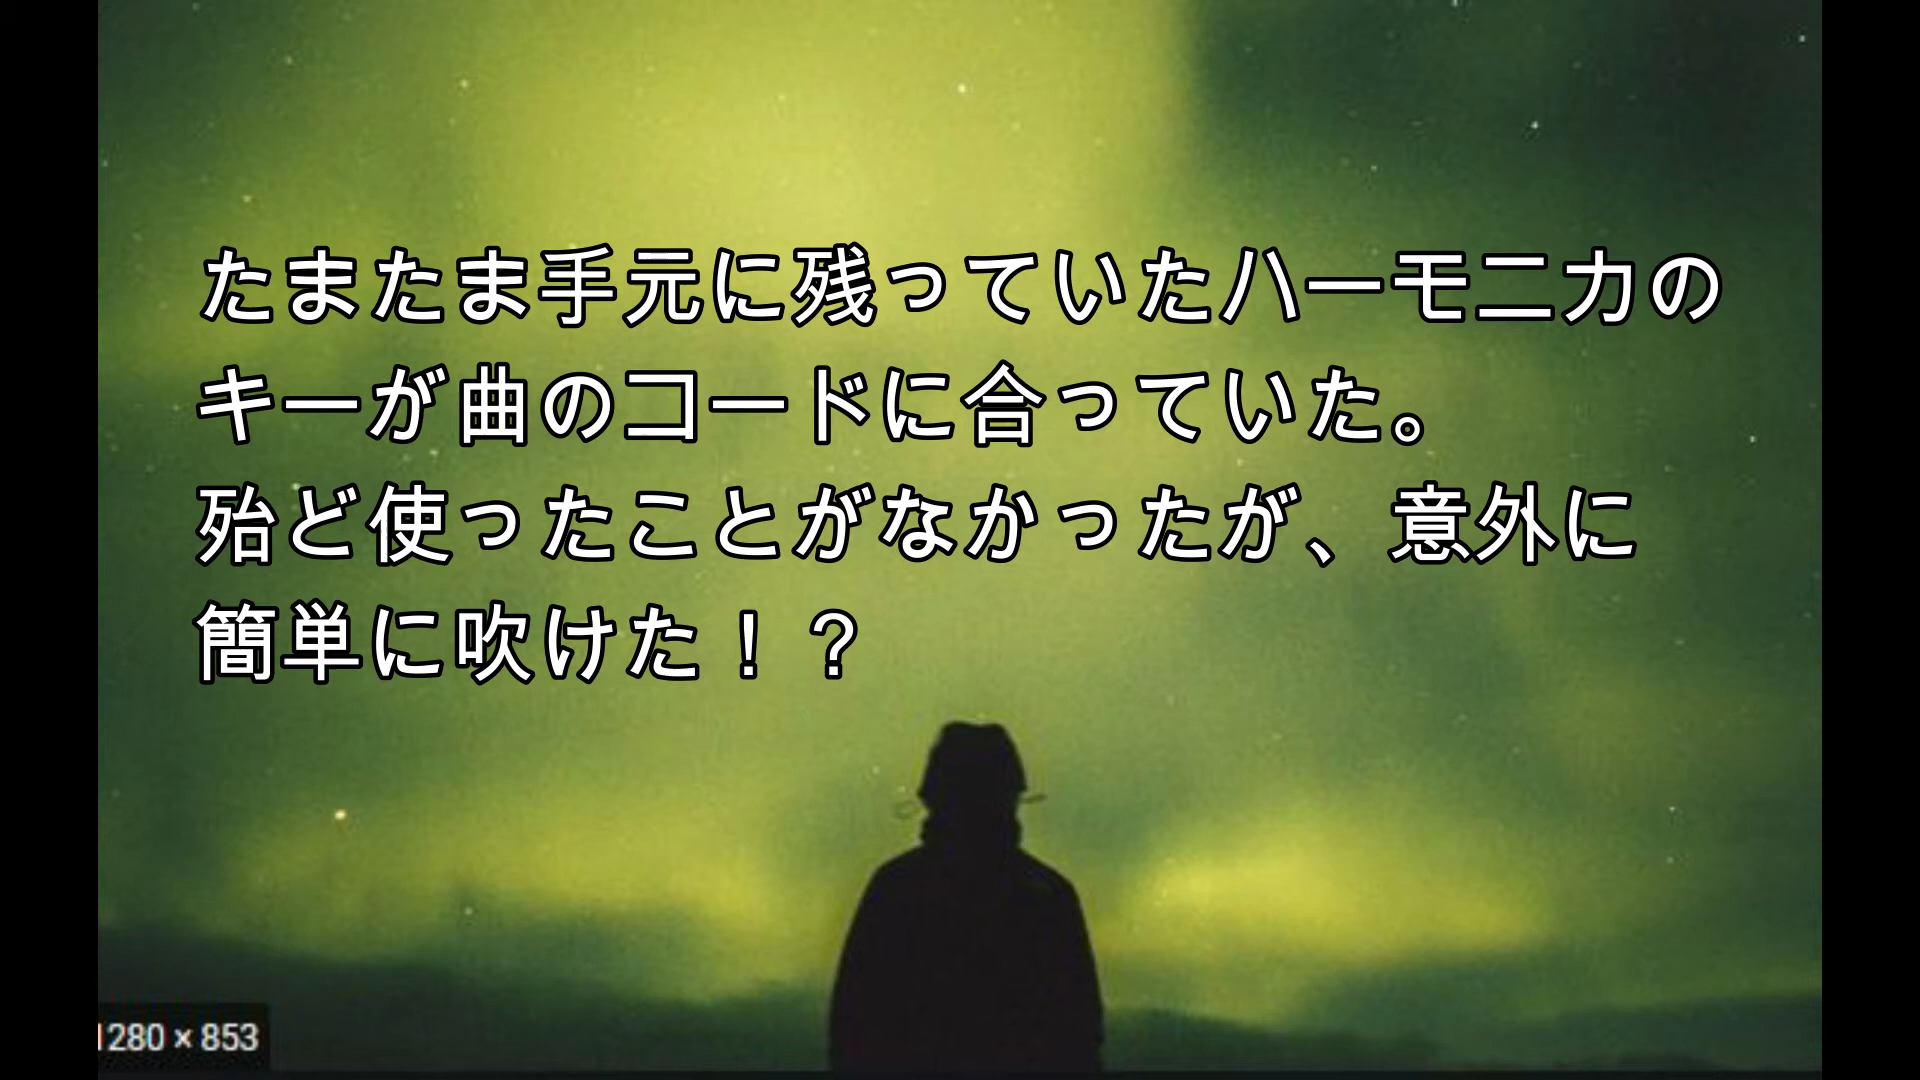 たまたま手元に残っていたハーモニカの
キーが曲のコードに合っていた。
殆ど使ったことがなかったが、意外に
簡単に吹けた！？
1280 × 853